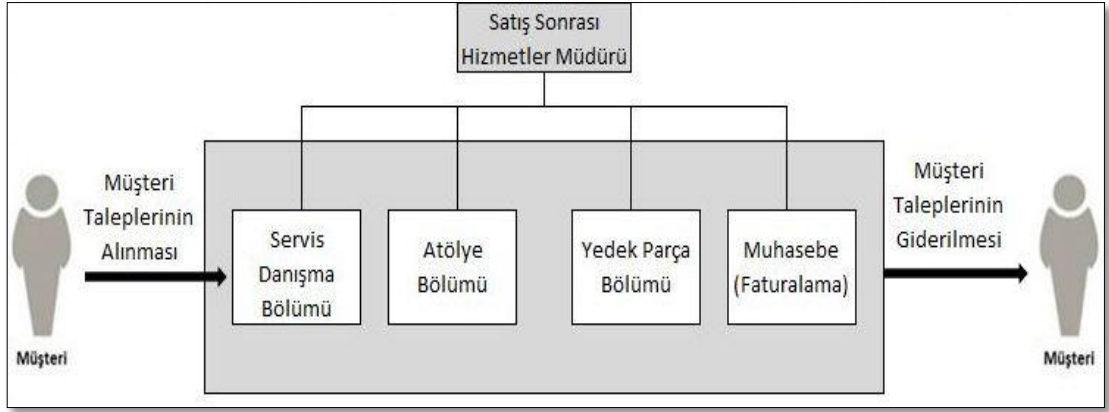 Satış Sonrası
Hizmetler Müdürü
Müşteri
Taleplerinin
Alınması
Servis
Danışma
Bölümü
Atölye
Bölümü
Yedek Parça
Bölümü
Muhasebe
(Faturalama)
Müşteri
Taleplerinin
Giderilmesi
Müşteri
Müşteri